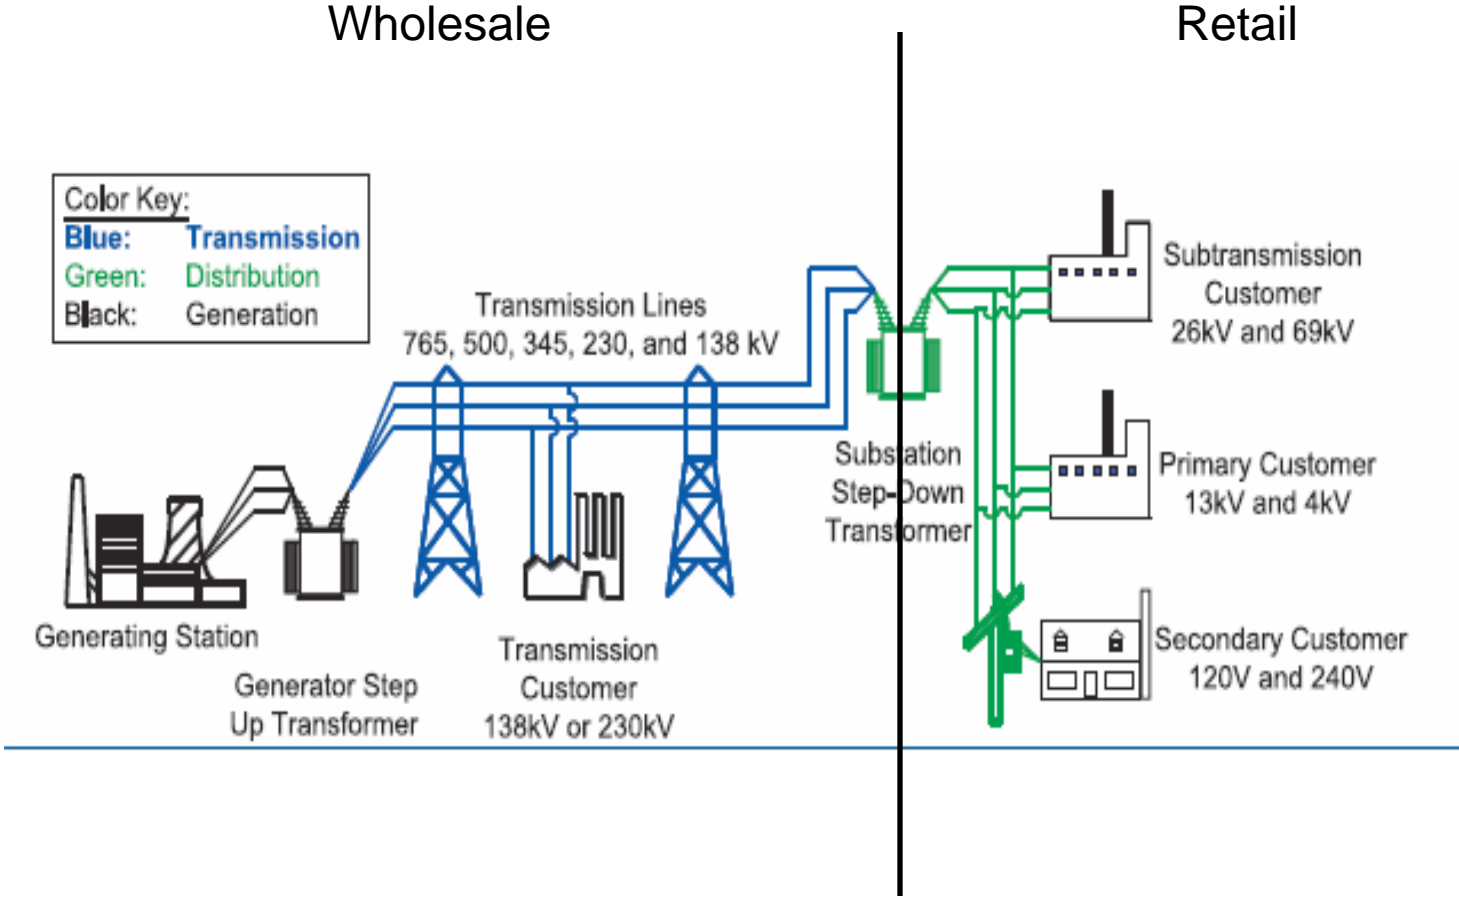 Wholesale
Retail
Color Key:
Blue: Transmission
Green: Distribution
Black: Generation
Transmission Lines
765, 500, 345, 230, and 138 kV
Subtransmission
Customer
26kV and 69kV
Substation
Step-Down
Transformer
Primary Customer
13kV and 4kV
Generating Station
Generator Step
Up Transformer
Transmission
Customer
138kV or 230kV
Secondary Customer
120V and 240V